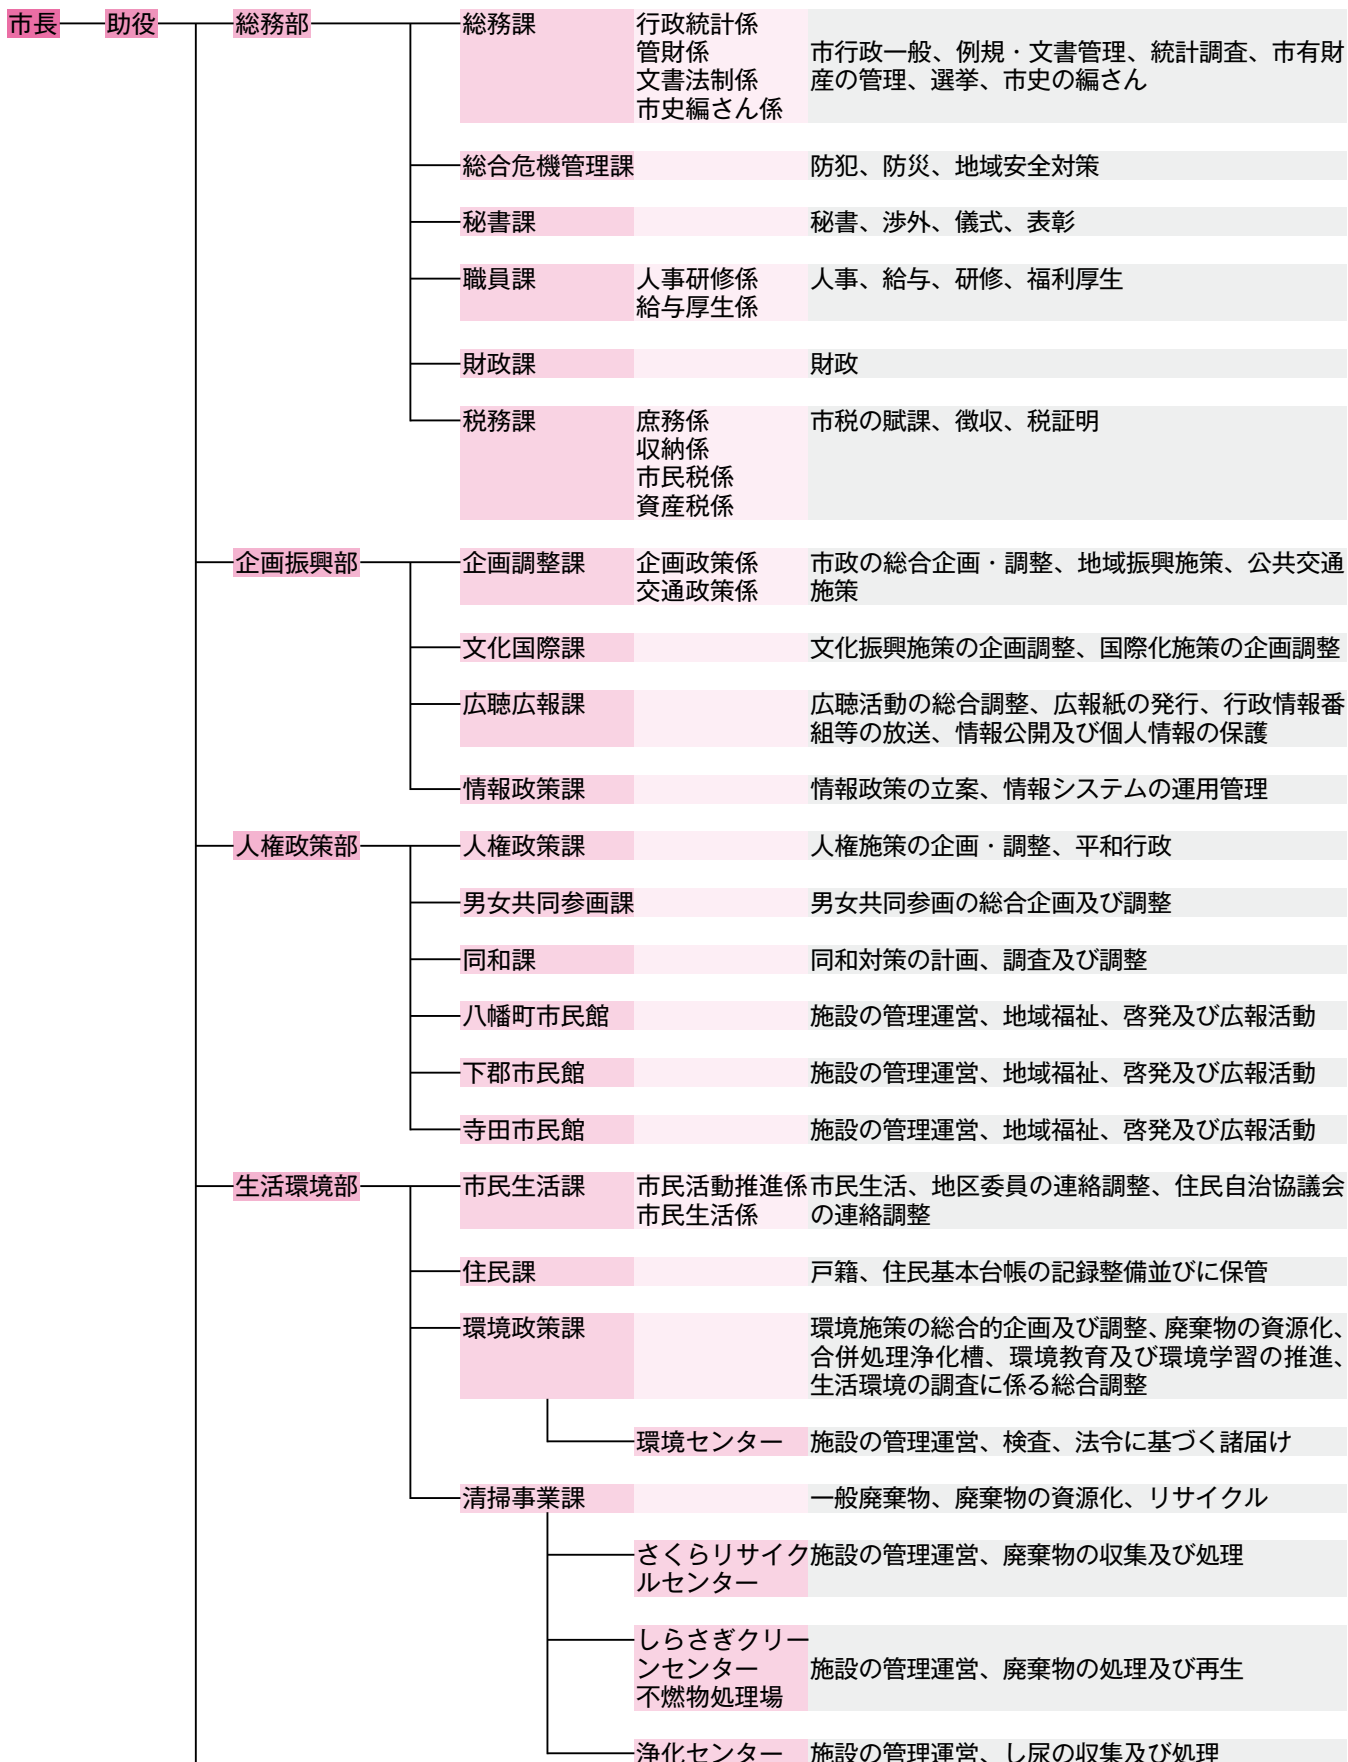 市長 助役 総務部 総務課 行政統計係
管財係
文書法制係
市史編さん係
市行政一般、例規・文書管理、統計調査、市有財
産の管理、選挙、市史の編さん
総合危機管理課 防犯、防災、地域安全対策
秘書課 秘書、渉外、儀式、表彰
職員課 人事研修係 人事、給与、研修、福利厚生
給与厚生係
財政課 財政
税務課 庶務係 市税の賦課、徴収、税証明
収納係
市民税係
資産税係
企画振興部 企画調整課 企画政策係 市政の総合企画・調整、地域振興施策、公共交通
交通政策係 施策
文化国際課 文化振興施策の企画調整、国際化施策の企画調整
広聴広報課 広聴活動の総合調整、広報紙の発行、行政情報番
組等の放送、情報公開及び個人情報の保護
情報政策課 情報政策の立案、情報システムの運用管理
人権政策部 人権政策課 人権施策の企画・調整、平和行政
男女共同参画課 男女共同参画の総合企画及び調整
同和課 同和対策の計画、調査及び調整
八幡町市民館 施設の管理運営、地域福祉、啓発及び広報活動
下郡市民館 施設の管理運営、地域福祉、啓発及び広報活動
寺田市民館 施設の管理運営、地域福祉、啓発及び広報活動
生活環境部 市民生活課 市民活動推進係 市民生活、地区委員の連絡調整、住民自治協議会
市民生活係 の連絡調整
住民課 戸籍、住民基本台帳の記録整備並びに保管
環境政策課 環境施策の総合的企画及び調整、廃棄物の資源化、
合併処理浄化槽、環境教育及び環境学習の推進、
生活環境の調査に係る総合調整
環境センター 施設の管理運営、検査、法令に基づく諸届け
清掃事業課 一般廃棄物、廃棄物の資源化、リサイクル
さくらリサイク 施設の管理運営、廃棄物の収集及び処理
ルセンター
しらさぎクリー
ンセンター 施設の管理運営、廃棄物の処理及び再生
不燃物処理場
浄化センター 施設の管理運営、し尿の収集及び処理